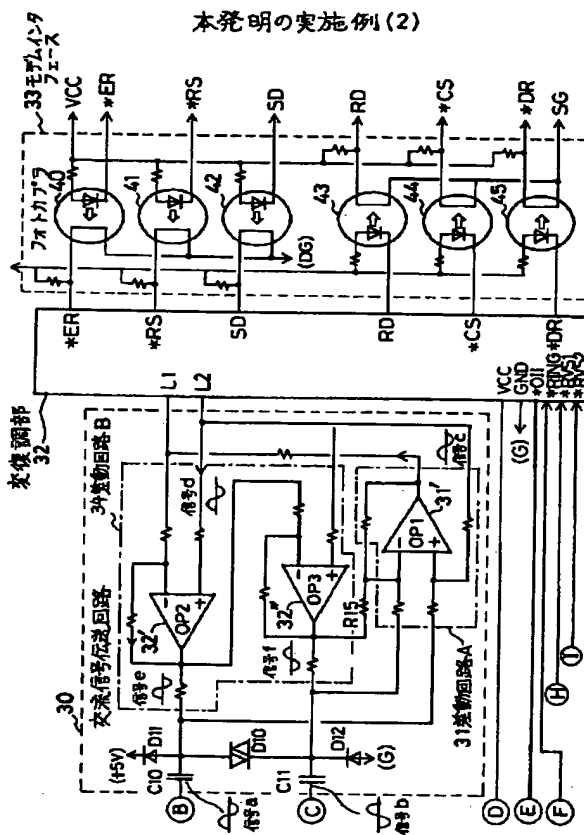 本発明の実施例(2)
33モデムインタ
フェース
フォトカプラ
VCC
*ER
40
*RS
41
SD
42
RD
43
*CS
44
*DR
45
SG
(DG)
*ER
*RS
SD
RD
*CS
*DR
変復調部
32
L1
L2
VCC
GND
(G)
*OH
*RING
*RVS1
*RVS
30
交流信号伝送回路
34差動回路B
信号d
信号e
OP2
32'
信号f
OP3
32"
信号c
R15
OP1
31'
31差動回路A
(+5V)
D11
D10
D12
(G)
C10
C11
信号a
信号b
B
C
D
E
F
H
I